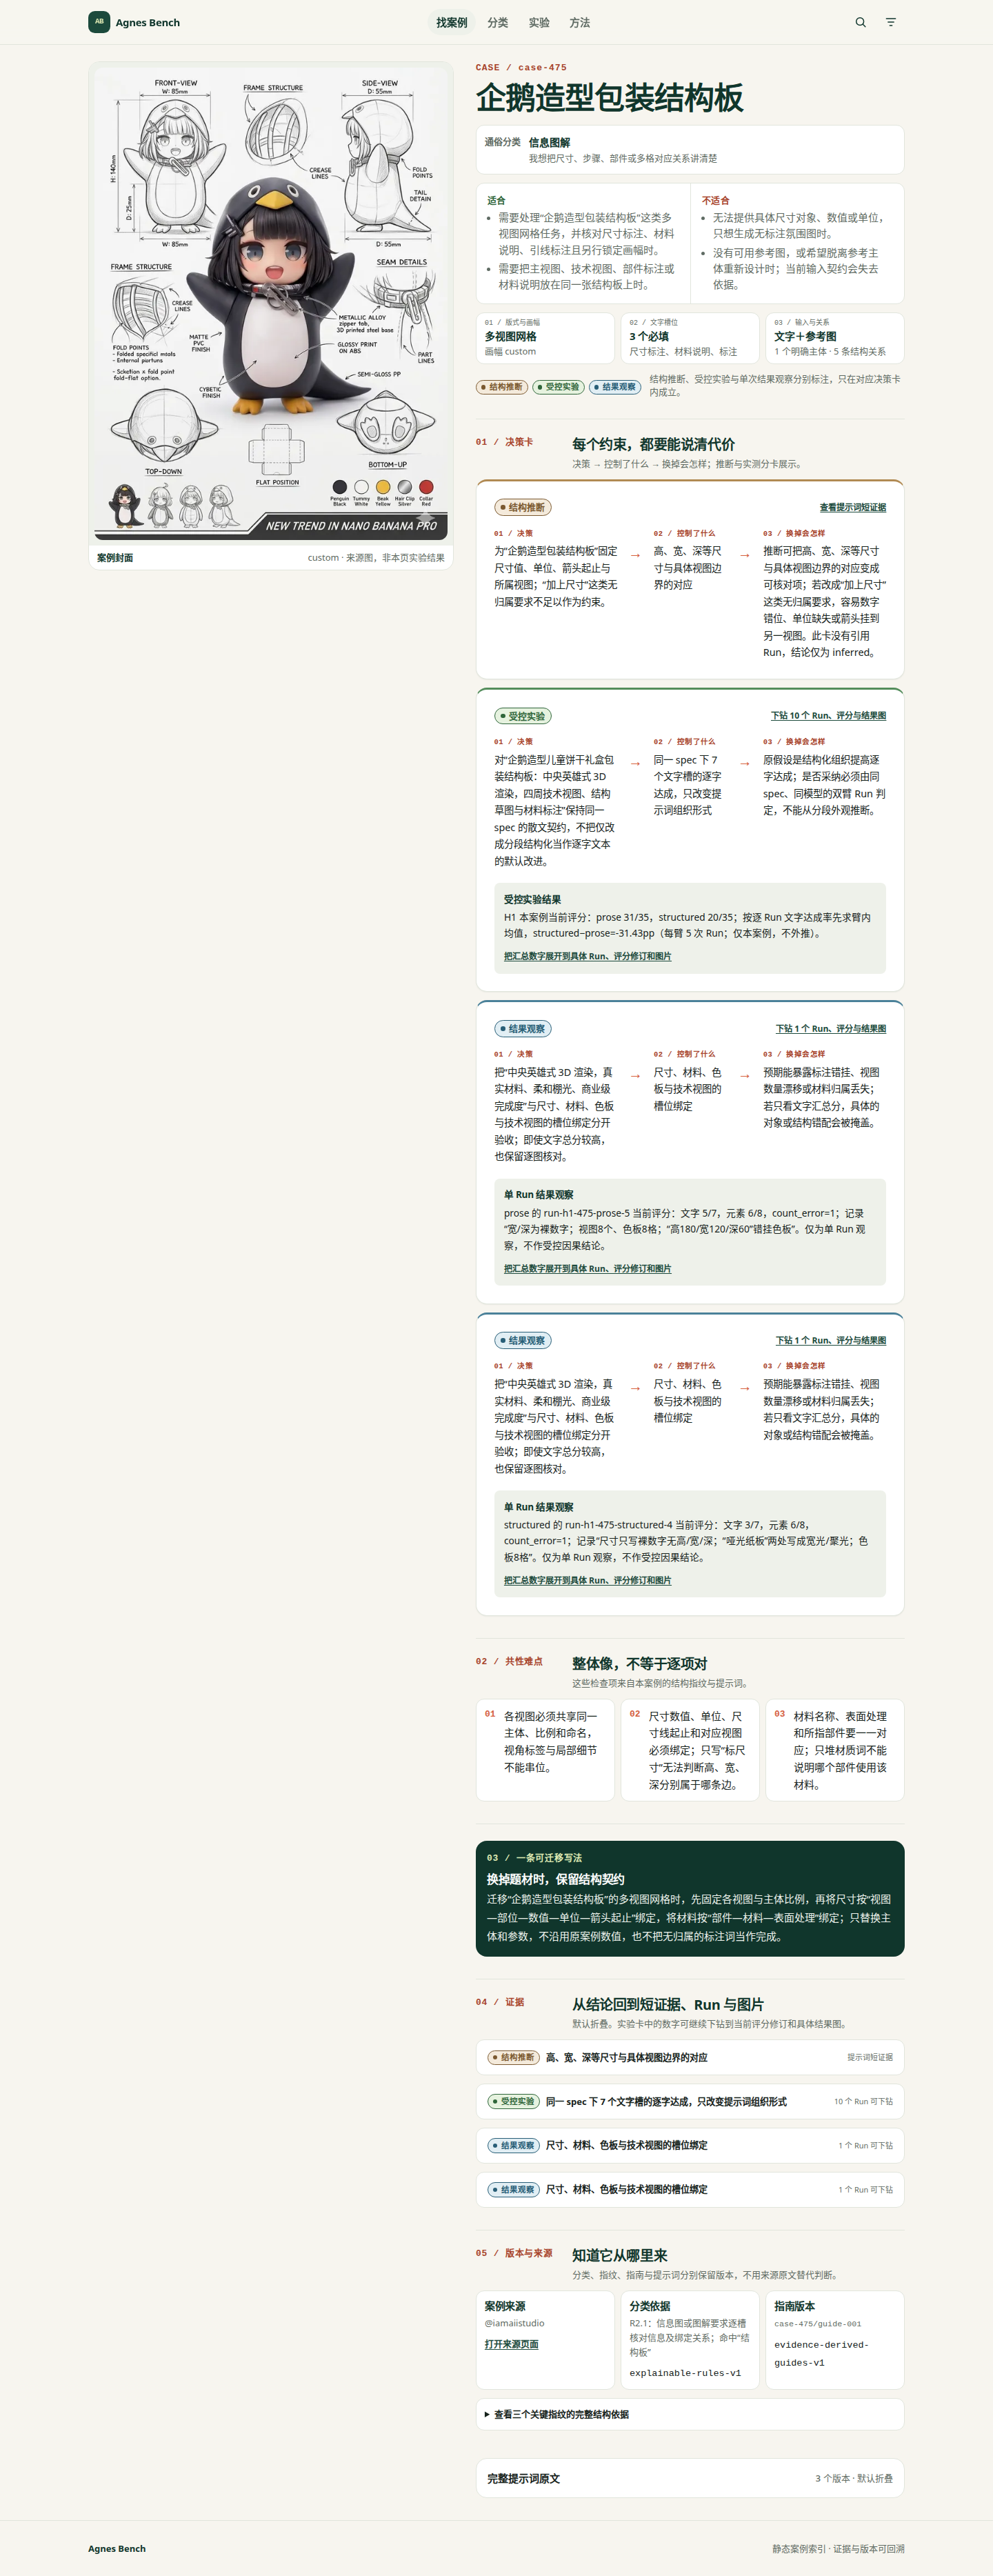 AB
Agnes Bench
找案例
分类
实验
方法
FRONT-VIEW
W: 85mm
FRAME STRUCTURE
SIDE-VIEW
D: 55mm
H: 140mm
D: 25mm
CREASE
LINES
FOLD
POINTS
TAIL
DETAIN
W: 85mm
D: 55mm
FRAME STRUCTURE
SEAM DETAILS
CREASE
LINES
MATTE
PVC
FINISH
METALLIC ALLOY
zipper tab,
3D printed steel base
GLOSSY PRINT
ON ABS
PART
LINES
FOLD POINTS
- Folded specificl mtals
- External partuns
- Scketion x fold point
fold-flat option.
SEMI-GLOSS PP
CYBETIC
FINISH
TOP-DOWN
FLAT POSITION
BOTTOM-UP
Penguin
Black
Tummy
White
Beak
Yellow
Hair Clip
Silver
Collar
Red
NEW TREND IN NANO BANANA PRO
案例封面
custom · 来源图，非本页实验结果
CASE / case-475
企鹅造型包装结构板
通俗分类
信息图解
我想把尺寸、步骤、部件或多格对应关系讲清楚
适合
• 需要处理“企鹅造型包装结构板”这类多
视图网格任务，并核对尺寸标注、材料
说明、引线标注且另行锁定画幅时。
• 需要把主视图、技术视图、部件标注或
材料说明放在同一张结构板上时。
不适合
• 无法提供具体尺寸对象、数值或单位，
只想生成无标注氛围图时。
• 没有可用参考图，或希望脱离参考主
体重新设计时；当前输入契约会失去
依据。
01 / 版式与画幅
多视图网格
画幅 custom
02 / 文字槽位
3 个必填
尺寸标注、材料说明、标注
03 / 输入与关系
文字＋参考图
1 个明确主体 · 5 条结构关系
结构推断
受控实验
结果观察
结构推断、受控实验与单次结果观察分别标注，只在对应决策卡
内成立。
01 / 决策卡
每个约束，都要能说清代价
决策 → 控制了什么 → 换掉会怎样；推断与实测分卡展示。
结构推断
查看提示词短证据
01 / 决策
为“企鹅造型包装结构板”固定
尺寸值、单位、箭头起止与
所属视图；“加上尺寸”这类无
归属要求不足以作为约束。
→
02 / 控制了什么
高、宽、深等尺
寸与具体视图边
界的对应
→
03 / 换掉会怎样
推断可把高、宽、深等尺寸
与具体视图边界的对应变成
可核对项；若改成“加上尺寸”
这类无归属要求，容易数字
错位、单位缺失或箭头挂到
另一视图。此卡没有引用
Run，结论仅为 inferred。
受控实验
下钻 10 个 Run、评分与结果图
01 / 决策
对“企鹅造型儿童饼干礼盒包
装结构板：中央英雄式 3D
渲染，四周技术视图、结构
草图与材料标注”保持同一
spec 的散文契约，不把仅改
成分段结构化当作逐字文本
的默认改进。
→
02 / 控制了什么
同一 spec 下 7
个文字槽的逐字
达成，只改变提
示词组织形式
→
03 / 换掉会怎样
原假设是结构化组织提高逐
字达成；是否采纳必须由同
spec、同模型的双臂 Run 判
定，不能从分段外观推断。
受控实验结果
H1 本案例当前评分：prose 31/35，structured 20/35；按逐 Run 文字达成率先求臂内
均值，structured−prose=-31.43pp（每臂 5 次 Run；仅本案例，不外推）。
把汇总数字展开到具体 Run、评分修订和图片
结果观察
下钻 1 个 Run、评分与结果图
01 / 决策
把“中央英雄式 3D 渲染，真
实材料、柔和棚光、商业级
完成度”与尺寸、材料、色板
与技术视图的槽位绑定分开
验收；即使文字总分较高，
也保留逐图核对。
→
02 / 控制了什么
尺寸、材料、色
板与技术视图的
槽位绑定
→
03 / 换掉会怎样
预期能暴露标注错挂、视图
数量漂移或材料归属丢失；
若只看文字汇总分，具体的
对象或结构错配会被掩盖。
单 Run 结果观察
prose 的 run-h1-475-prose-5 当前评分：文字 5/7，元素 6/8，count_error=1；记录
“宽/深为裸数字；视图8个、色板8格；“高180/宽120/深60”错挂色板”。仅为单 Run 观
察，不作受控因果结论。
把汇总数字展开到具体 Run、评分修订和图片
结果观察
下钻 1 个 Run、评分与结果图
01 / 决策
把“中央英雄式 3D 渲染，真
实材料、柔和棚光、商业级
完成度”与尺寸、材料、色板
与技术视图的槽位绑定分开
验收；即使文字总分较高，
也保留逐图核对。
→
02 / 控制了什么
尺寸、材料、色
板与技术视图的
槽位绑定
→
03 / 换掉会怎样
预期能暴露标注错挂、视图
数量漂移或材料归属丢失；
若只看文字汇总分，具体的
对象或结构错配会被掩盖。
单 Run 结果观察
structured 的 run-h1-475-structured-4 当前评分：文字 3/7，元素 6/8，
count_error=1；记录“尺寸只写裸数字无高/宽/深；“哑光纸板”两处写成宽光/聚光；色
板8格”。仅为单 Run 观察，不作受控因果结论。
把汇总数字展开到具体 Run、评分修订和图片
02 / 共性难点
整体像，不等于逐项对
这些检查项来自本案例的结构指纹与提示词。
01
各视图必须共享同一
主体、比例和命名，
视角标签与局部细节
不能串位。
02
尺寸数值、单位、尺
寸线起止和对应视图
必须绑定；只写“标尺
寸”无法判断高、宽、
深分别属于哪条边。
03
材料名称、表面处理
和所指部件要一一对
应；只堆材质词不能
说明哪个部件使用该
材料。
03 / 一条可迁移写法
换掉题材时，保留结构契约
迁移“企鹅造型包装结构板”的多视图网格时，先固定各视图与主体比例，再将尺寸按“视图
—部位—数值—单位—箭头起止”绑定，将材料按“部件—材料—表面处理”绑定；只替换主
体和参数，不沿用原案例数值，也不把无归属的标注词当作完成。
04 / 证据
从结论回到短证据、Run 与图片
默认折叠。实验卡中的数字可继续下钻到当前评分修订和具体结果图。
结构推断
高、宽、深等尺寸与具体视图边界的对应
提示词短证据
受控实验
同一 spec 下 7 个文字槽的逐字达成，只改变提示词组织形式
10 个 Run 可下钻
结果观察
尺寸、材料、色板与技术视图的槽位绑定
1 个 Run 可下钻
结果观察
尺寸、材料、色板与技术视图的槽位绑定
1 个 Run 可下钻
05 / 版本与来源
知道它从哪里来
分类、指纹、指南与提示词分别保留版本，不用来源原文替代判断。
案例来源
@iamaiistudio
打开来源页面
分类依据
R2.1：信息图或图解要求逐槽
核对信息及绑定关系；命中“结
构板”
explainable-rules-v1
指南版本
case-475/guide-001
evidence-derived-
guides-v1
查看三个关键指纹的完整结构依据
完整提示词原文
3 个版本 · 默认折叠
Agnes Bench
静态案例索引 · 证据与版本可回溯